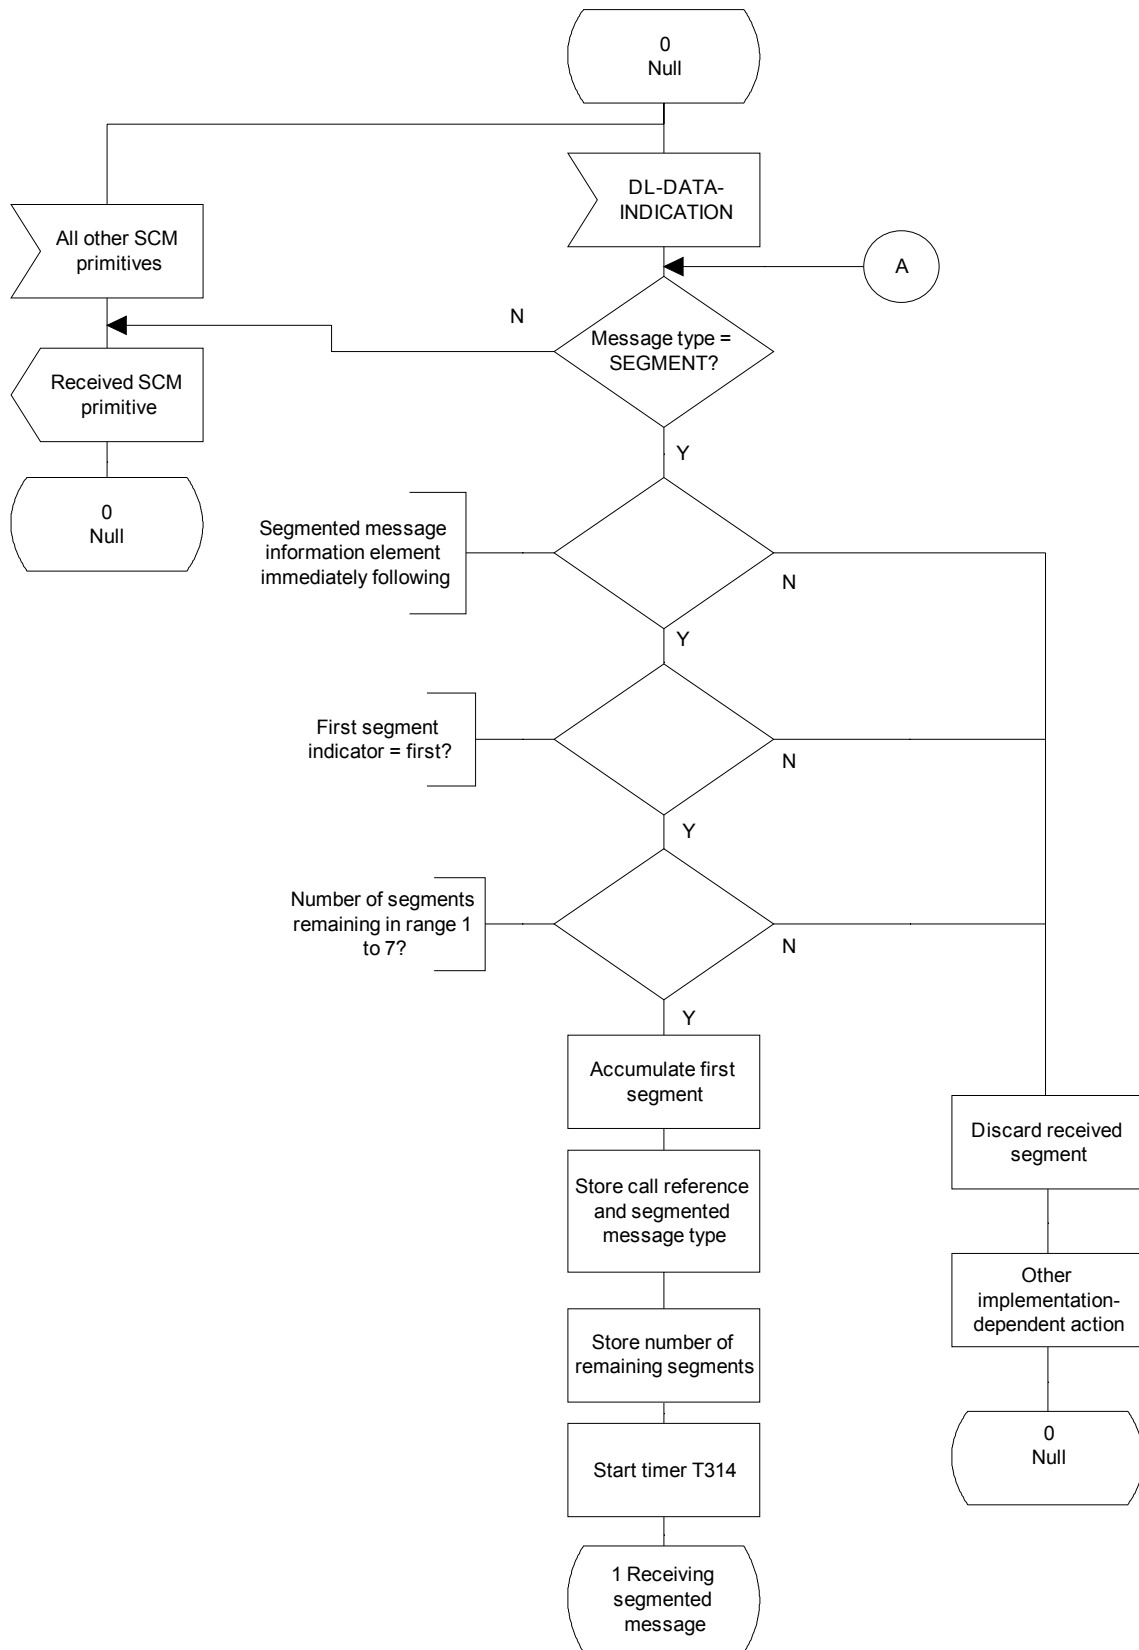 0
Null
DL-DATA-
INDICATION
All other SCM
primitives
A
N
Message type =
SEGMENT?
Received SCM
primitive
Y
0
Null
Segmented message
information element
immediately following
N
Y
First segment
indicator = first?
N
Y
Number of segments
remaining in range 1
to 7?
N
Y
Accumulate first
segment
Discard received
segment
Store call reference
and segmented
message type
Other
implementation-
dependent action
Store number of
remaining segments
0
Null
Start timer T314
1 Receiving
segmented
message